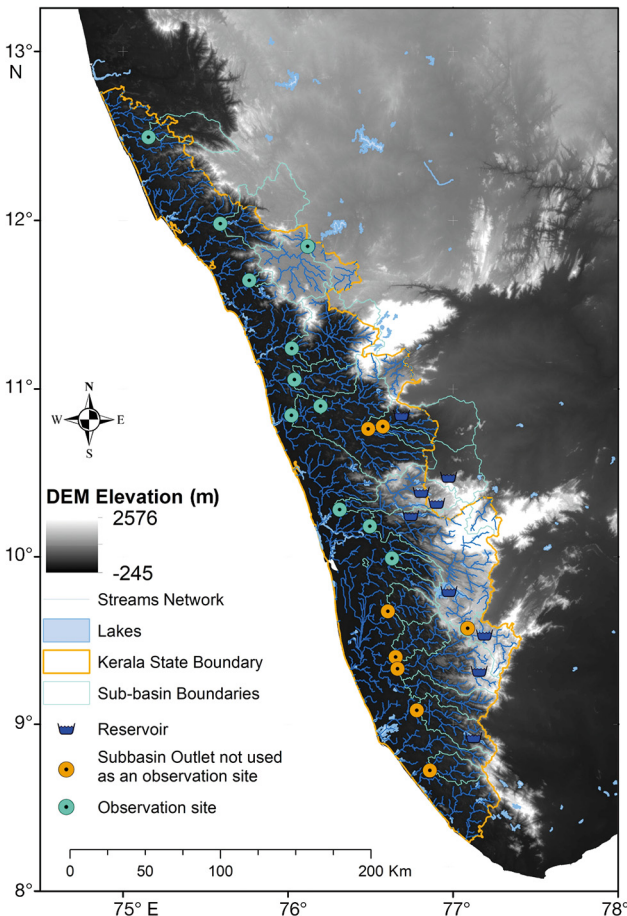 13°
N
12°
11°
N
W E
S
DEM Elevation (m)
2576
-245
10°
Streams Network
Lakes
Kerala State Boundary
Sub-basin Boundaries
9°
Reservoir
Subbasin Outlet not used
as an observation site
Observation site
0 50 100 200 Km
8°
75° E 76° 77° 78°